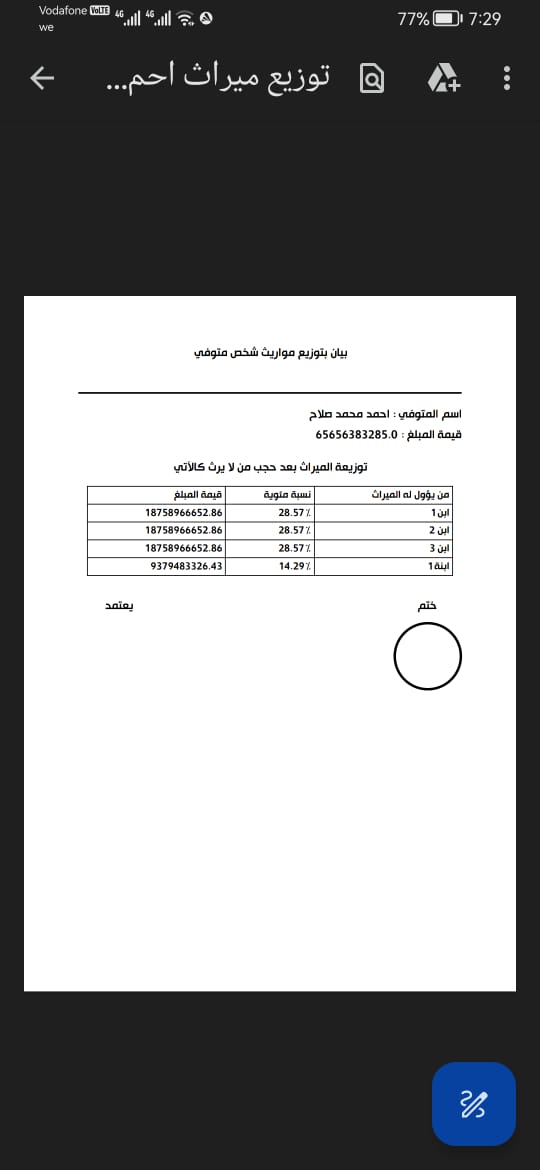 Vodafone VoLTE 4G 4G 77% 7:29
we
توزيع ميراث احم...
بيان بتوزيع مواريث شخص متوفي
اسم المتوفي : احمد محمد صلاح
قيمة المبلغ : 65656383285.0
توزيعة الميراث بعد حجب من لا يرث كالأتي
من يؤول له الميراث نسبة مئوية قيمة المبلغ
ابن 1 28.57٪ 18758966652.86
ابن 2 28.57٪ 18758966652.86
ابن 3 28.57٪ 18758966652.86
ابنة 1 14.29٪ 9379483326.43
ختم يعتمد